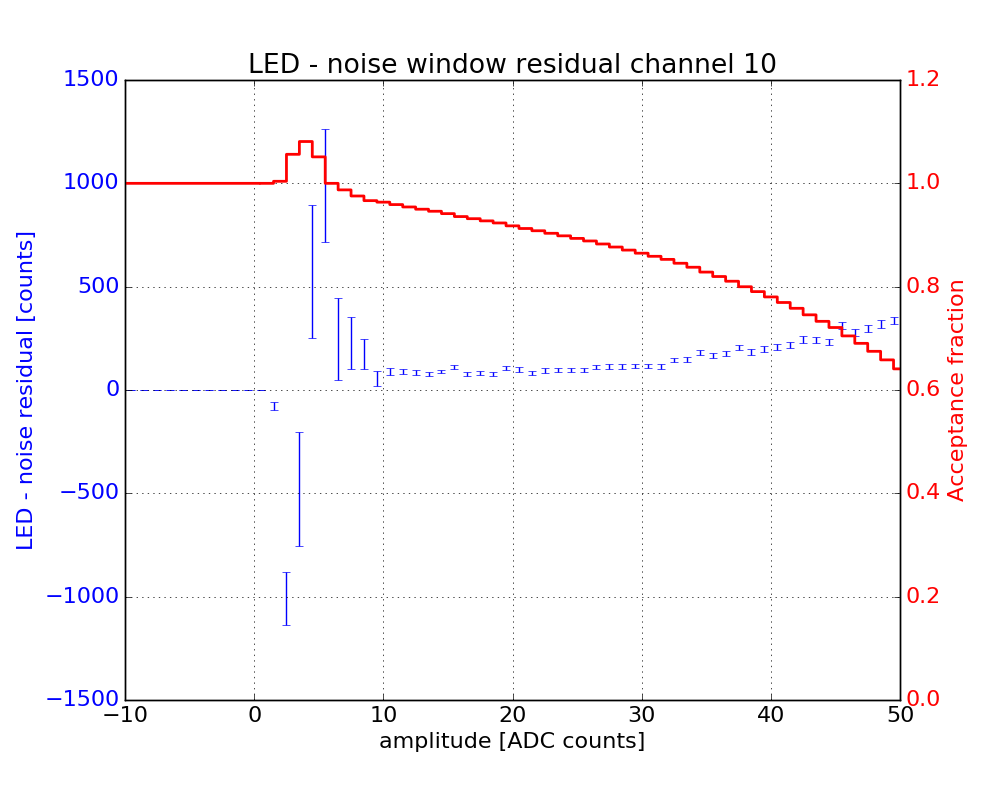 LED - noise window residual channel 10
1500
1000
500
0
−500
−1000
−1500
LED - noise residual [counts]
1.2
1.0
0.8
0.6
0.4
0.2
0.0
Acceptance fraction
−10 0 10 20 30 40 50
amplitude [ADC counts]